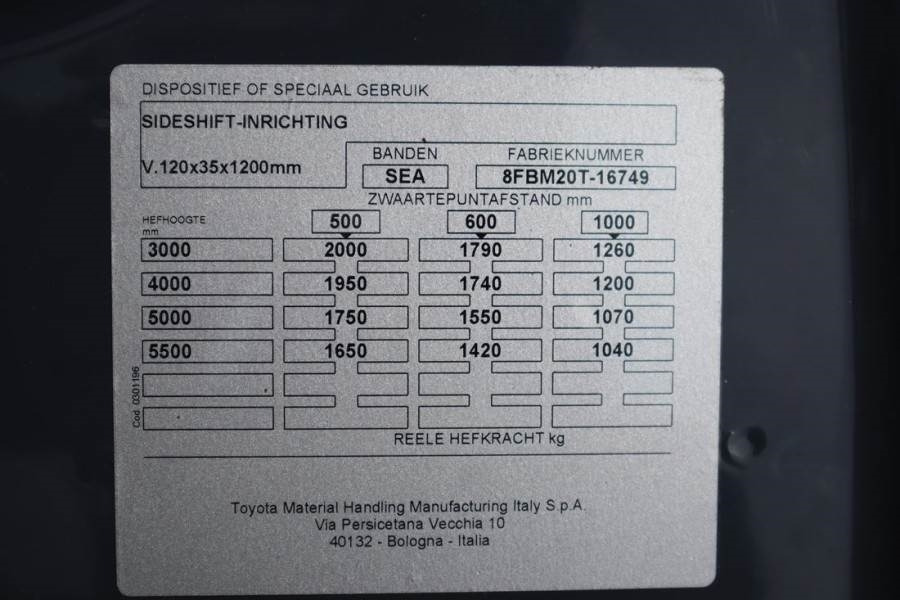 DISPOSITIEF OF SPECIAAL GEBRUIK
SIDESHIFT-INRICHTING
V.120x35x1200mm
BANDEN FABRIEKNUMMER
SEA 8FBM20T-16749
ZWAARTEPUNTAFSTAND mm
HEFHOOGTE
mm
500 600 1000
3000 2000 1790 1260
4000 1950 1740 1200
5000 1750 1550 1070
5500 1650 1420 1040
Cod 0301196
REELE HEFKRACHT kg
Toyota Material Handling Manufacturing Italy S.p.A.
Via Persicetana Vecchia 10
40132 - Bologna - Italia